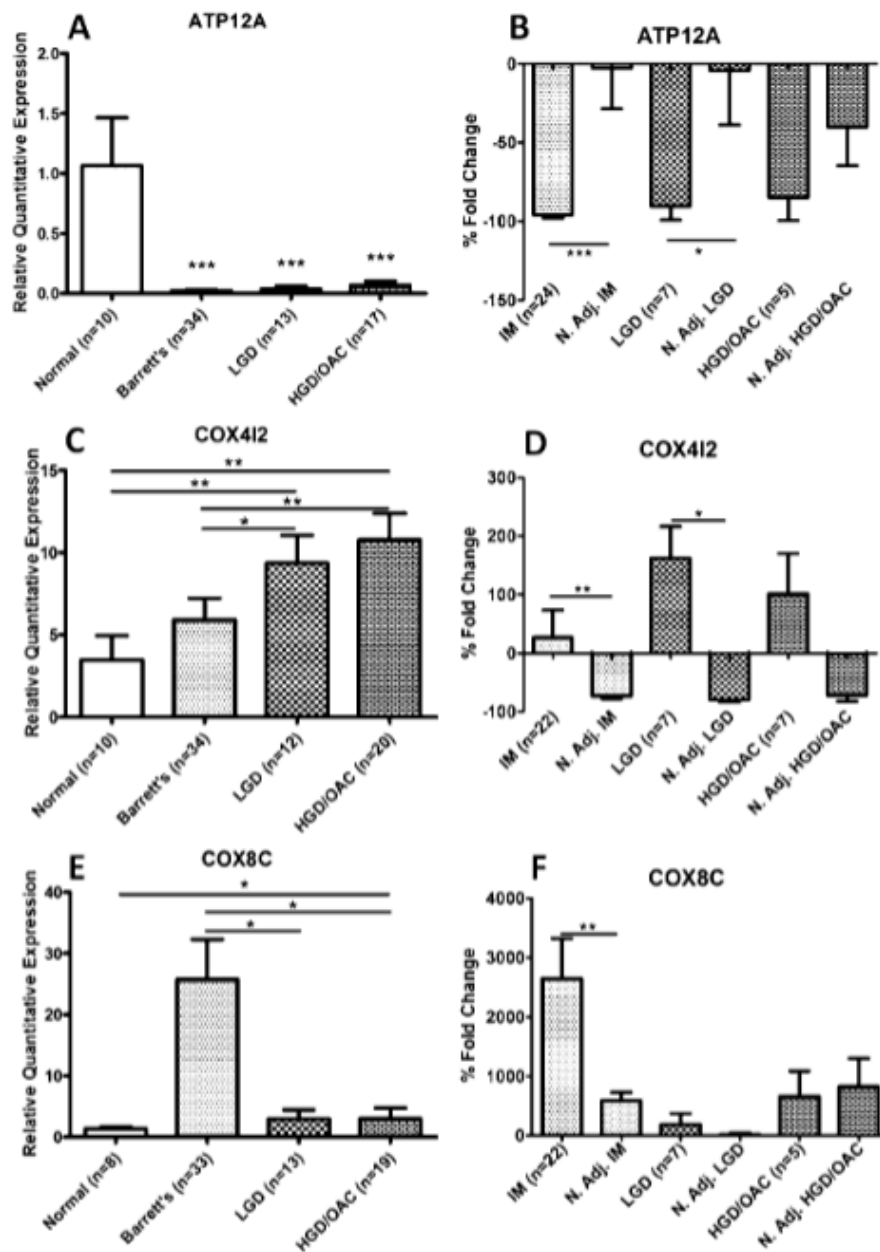 A
ATP12A
Relative Quantitative Expression
2.0
1.5
1.0
0.5
0.0
***
***
***
Normal (n=10)
Barrett's (n=34)
LGD (n=13)
HGD/OAC (n=17)
B
ATP12A
% Fold Change
0
-50
-100
-150
***
*
IM (n=24)
N. Adj. IM
LGD (n=7)
N. Adj. LGD
HGD/OAC (n=5)
N. Adj. HGD/OAC
C
COX4I2
Relative Quantitative Expression
15
10
5
0
**
**
**
*
Normal (n=10)
Barrett's (n=34)
LGD (n=12)
HGD/OAC (n=20)
D
COX4I2
% Fold Change
300
200
100
0
-100
**
*
IM (n=22)
N. Adj. IM
LGD (n=7)
N. Adj. LGD
HGD/OAC (n=7)
N. Adj. HGD/OAC
E
COX8C
Relative Quantitative Expression
40
30
20
10
0
*
*
*
Normal (n=8)
Barrett's (n=33)
LGD (n=13)
HGD/OAC (n=19)
F
COX8C
% Fold Change
4000
3000
2000
1000
0
**
IM (n=22)
N. Adj. IM
LGD (n=7)
N. Adj. LGD
HGD/OAC (n=5)
N. Adj. HGD/OAC